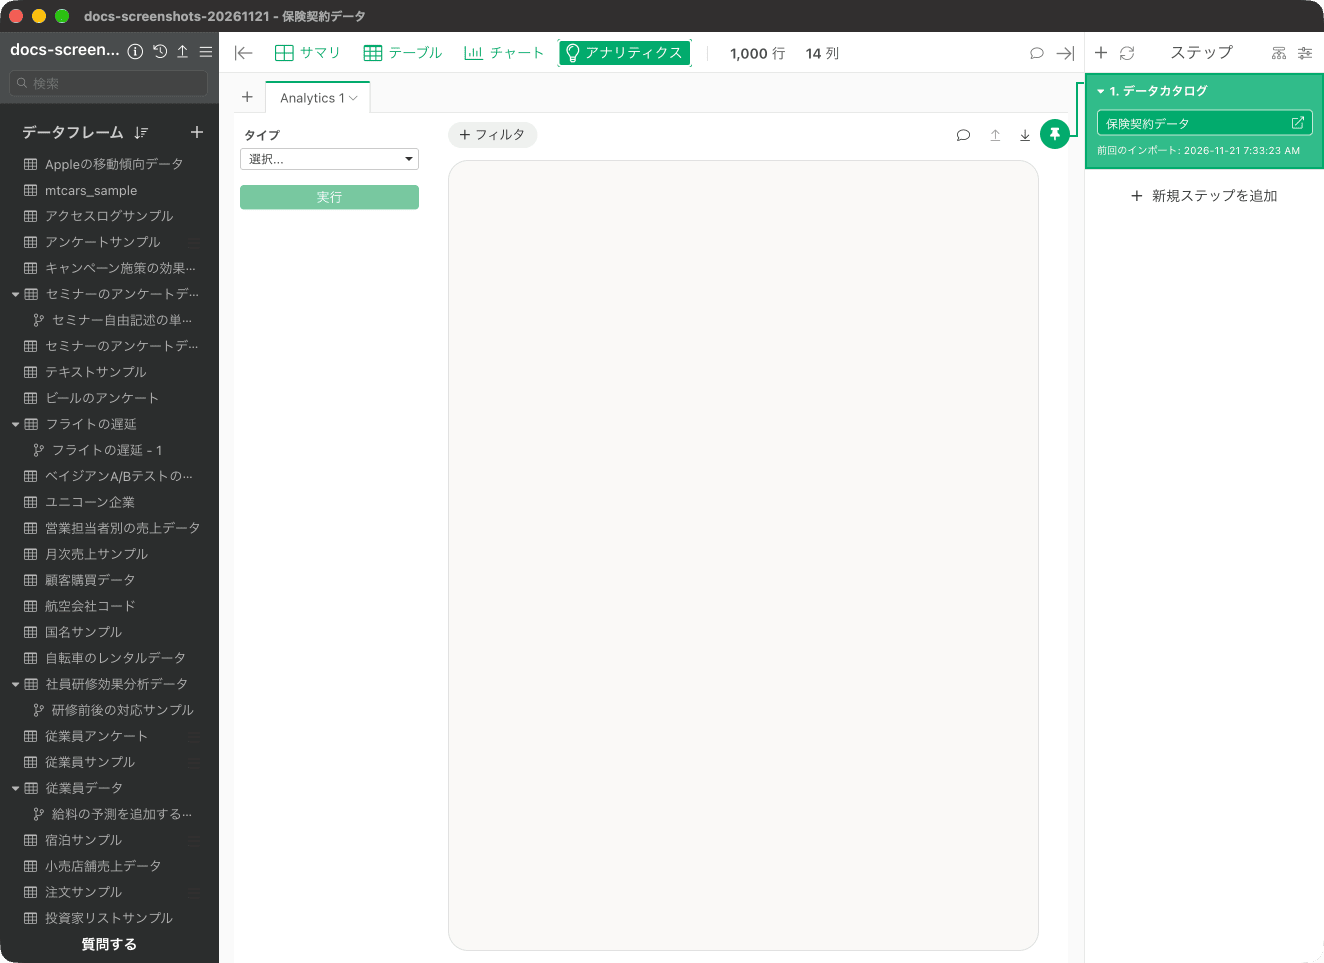 docs-screenshots-20261121 - 保険契約データ
docs-screen...
検索
データフレーム
Appleの移動傾向データ
mtcars_sample
アクセスログサンプル
アンケートサンプル
キャンペーン施策の効果…
セミナーのアンケートデ…
セミナー自由記述の単…
セミナーのアンケートデ…
テキストサンプル
ビールのアンケート
フライトの遅延
フライトの遅延 - 1
ベイジアンA/Bテストの…
ユニコーン企業
営業担当者別の売上データ
月次売上サンプル
顧客購買データ
航空会社コード
国名サンプル
自転車のレンタルデータ
社員研修効果分析データ
研修前後の対応サンプル
従業員アンケート
従業員サンプル
従業員データ
給料の予測を追加する…
宿泊サンプル
小売店舗売上データ
注文サンプル
投資家リストサンプル
質問する
サマリ テーブル チャート アナリティクス 1,000 行 14 列
Analytics 1
タイプ
選択...
実行
+ フィルタ
ステップ
1. データカタログ
保険契約データ
前回のインポート: 2026-11-21 7:33:23 AM
+ 新規ステップを追加